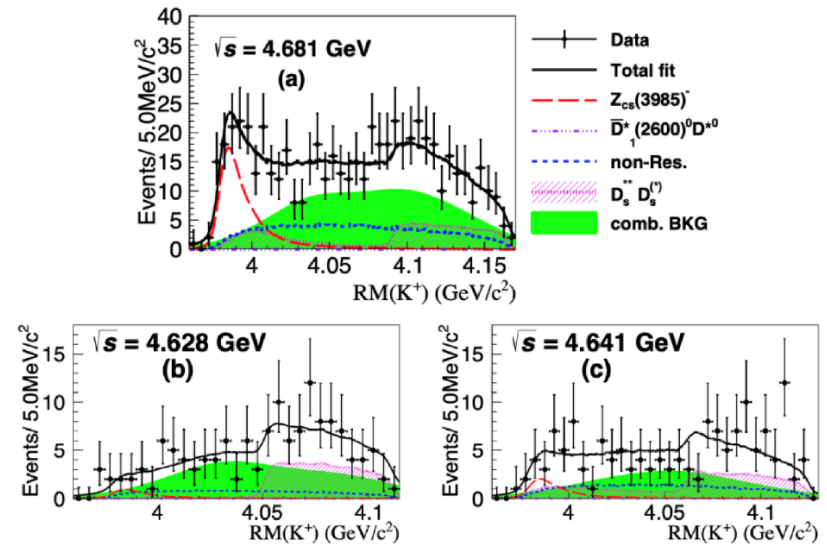 40
35
30
25
20
15
10
5
0
Events/ 5.0MeV/c²
√s = 4.681 GeV
(a)
4 4.05 4.1 4.15
RM(K⁺) (GeV/c²)
Data
Total fit
Z_cs(3985)⁻
D̄*₁(2600)⁰D*⁰
non-Res.
D_s** D_s^(*)
comb. BKG
15
10
5
0
Events/ 5.0MeV/c²
√s = 4.628 GeV
(b)
4 4.05 4.1
RM(K⁺) (GeV/c²)
15
10
5
0
Events/ 5.0MeV/c²
√s = 4.641 GeV
(c)
4 4.05 4.1
RM(K⁺) (GeV/c²)